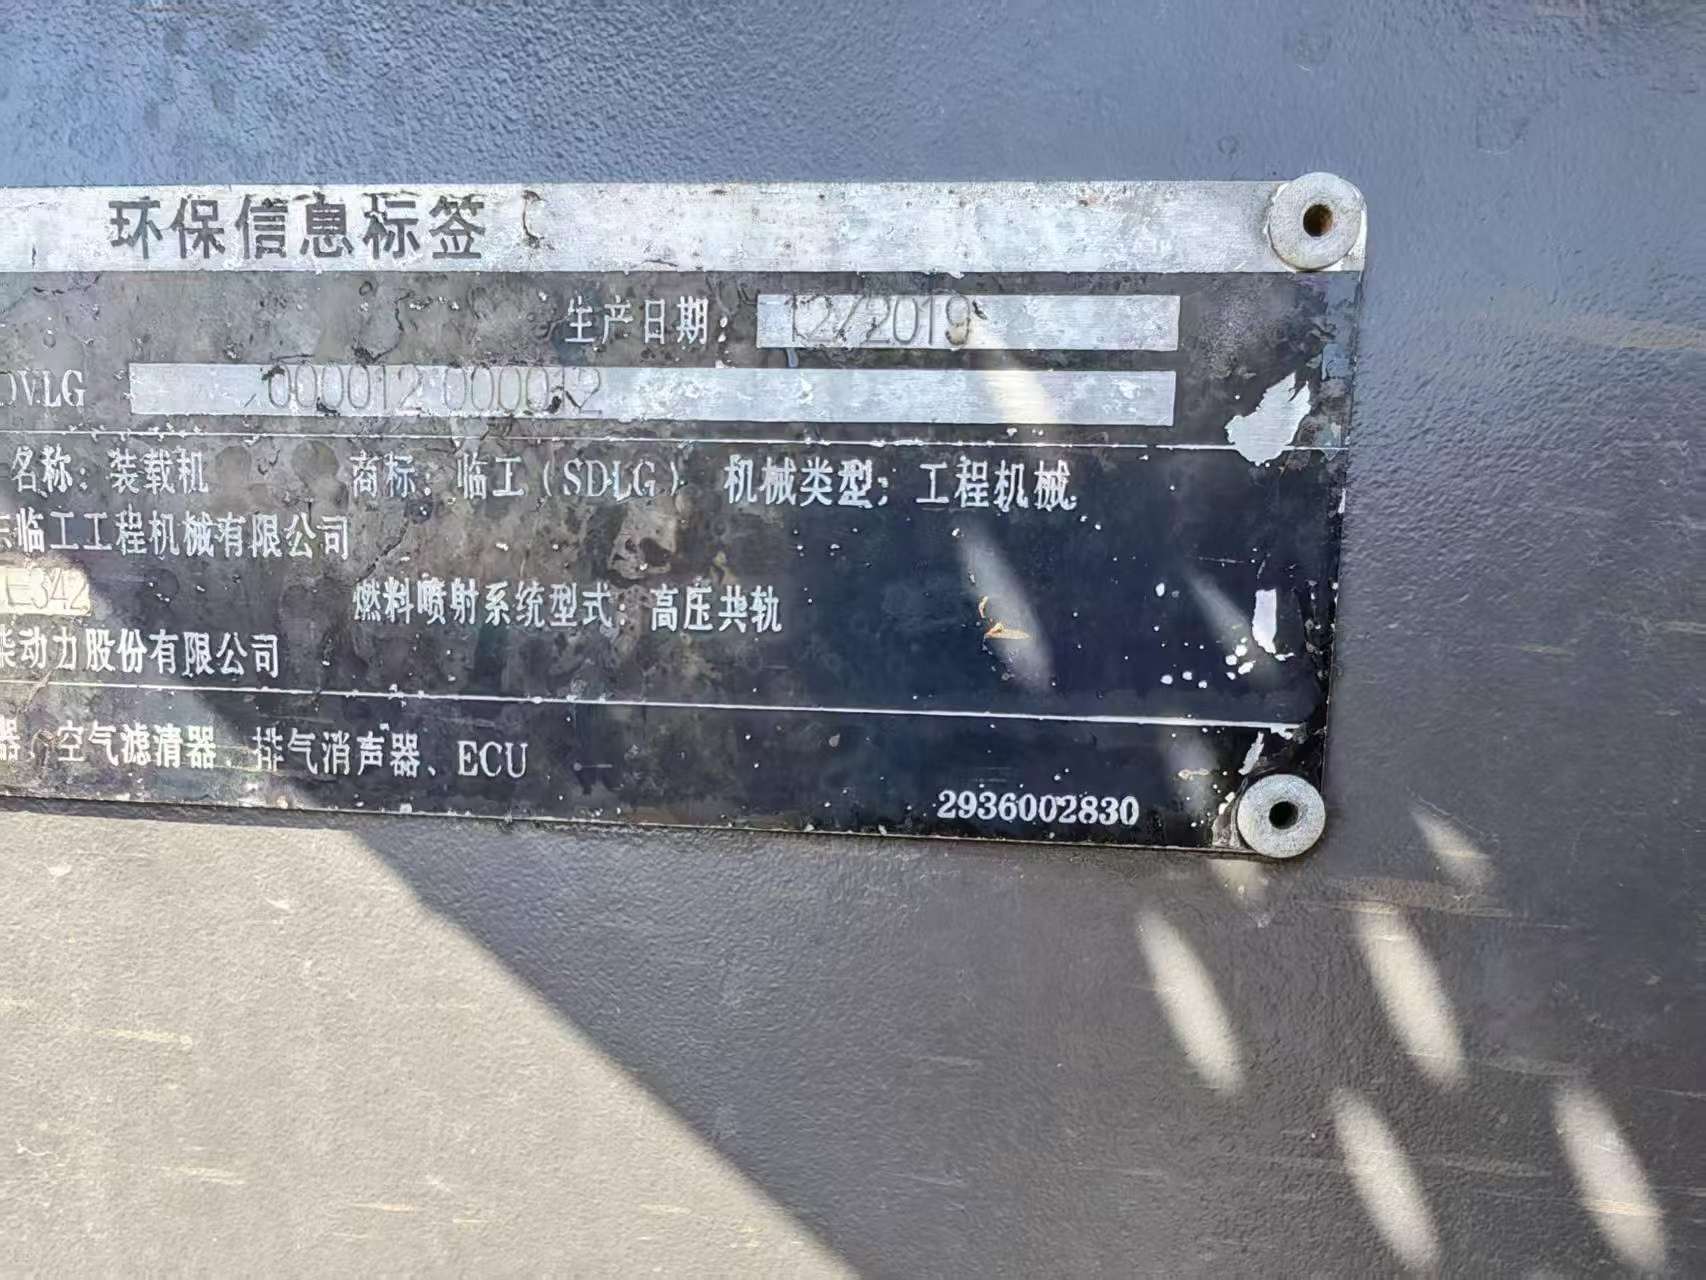 环保信息标签
生产日期: 12/2019
DVLG 000012 000012
名称: 装载机 商标: 临工(SDLG) 机械类型: 工程机械
东临工工程机械有限公司
E342 燃料喷射系统型式: 高压共轨
柴动力股份有限公司
器、空气滤清器、排气消声器、ECU
2936002830